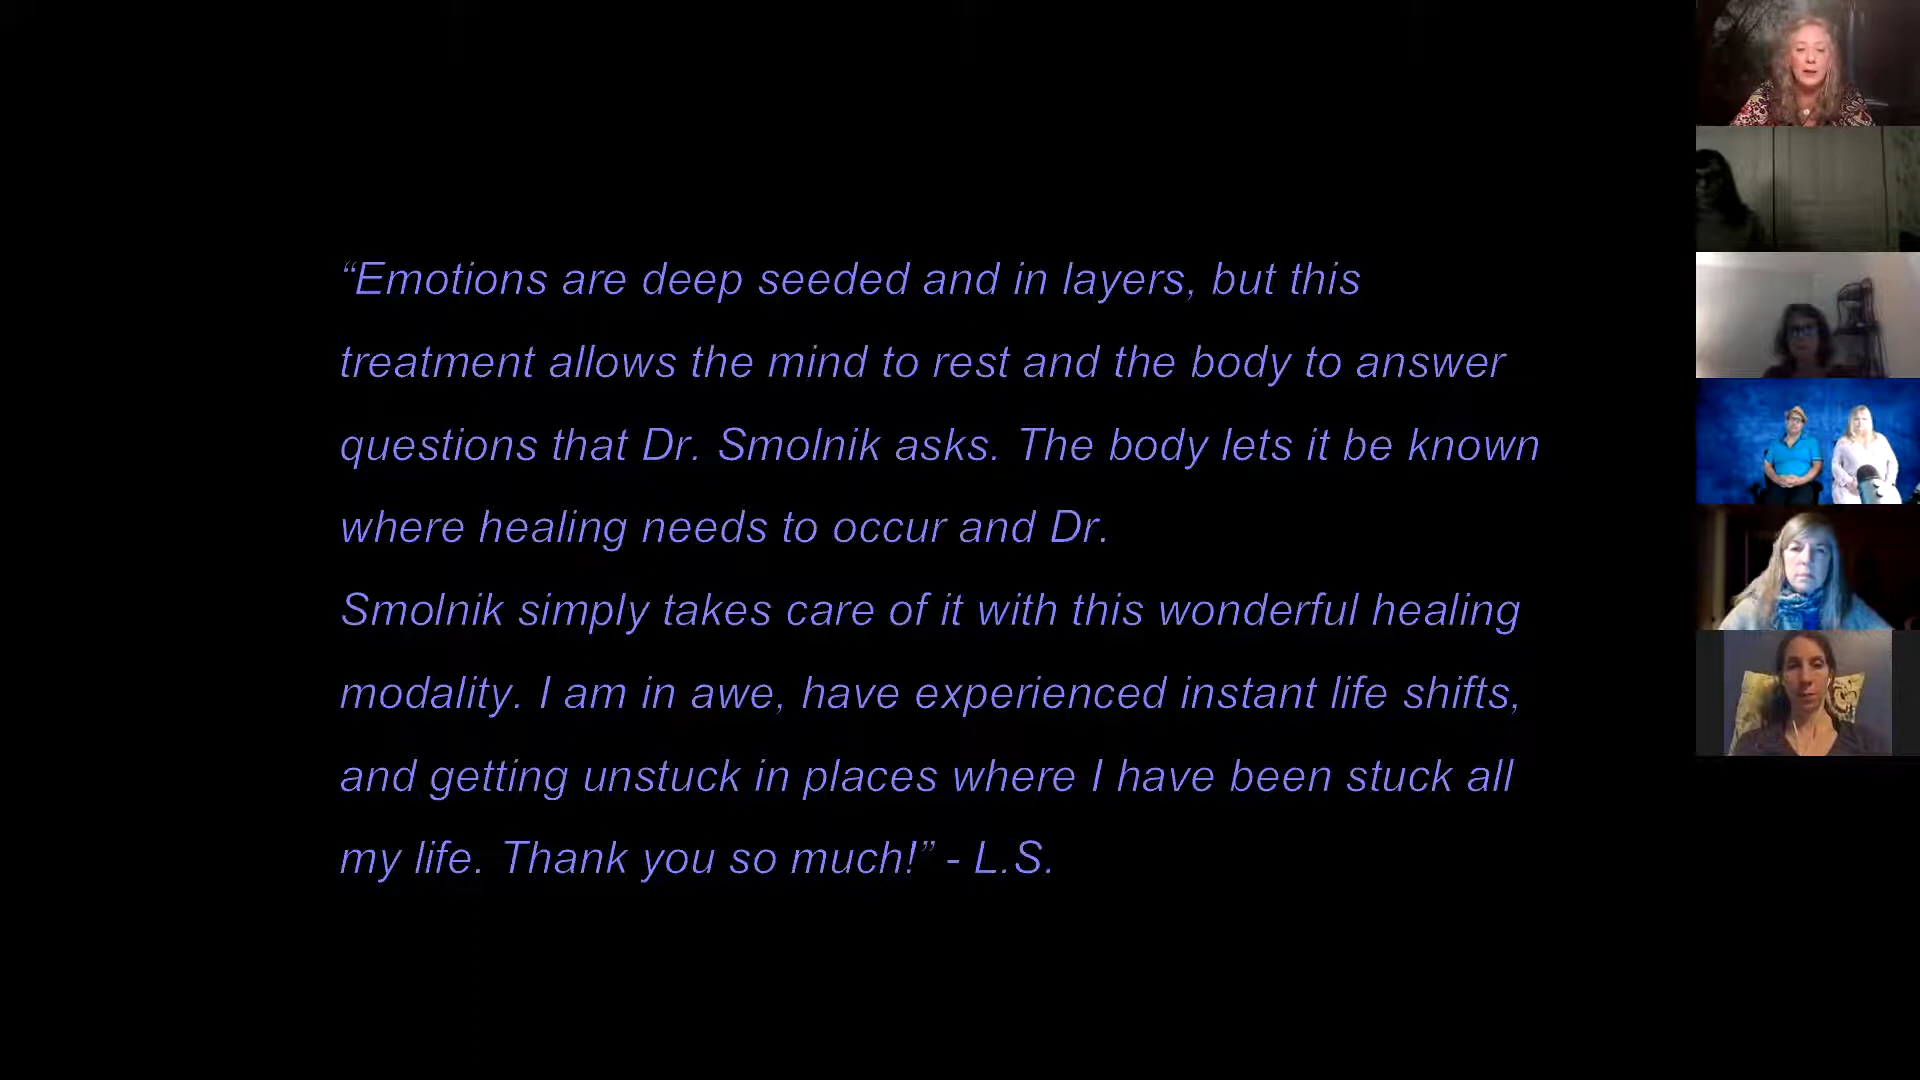 “Emotions are deep seeded and in layers, but this
treatment allows the mind to rest and the body to answer
questions that Dr. Smolnik asks. The body lets it be known
where healing needs to occur and Dr.
Smolnik simply takes care of it with this wonderful healing
modality. I am in awe, have experienced instant life shifts,
and getting unstuck in places where I have been stuck all
my life. Thank you so much!” - L.S.